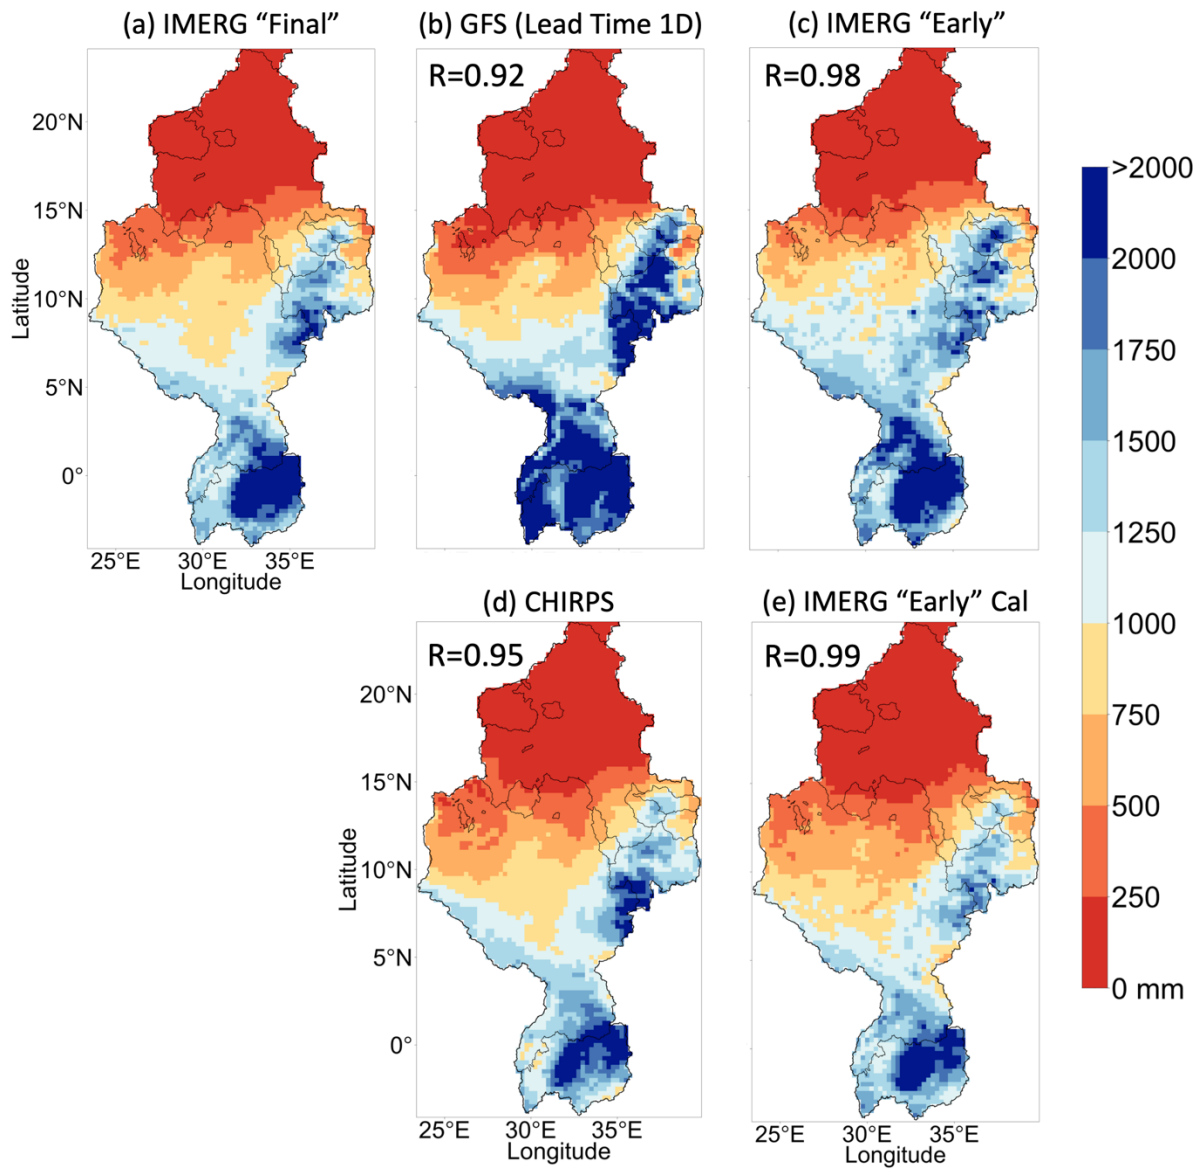 (a) IMERG “Final”
(b) GFS (Lead Time 1D)
(c) IMERG “Early”
R=0.92
R=0.98
20°N
15°N
10°N
5°N
0°
Latitude
25°E 30°E 35°E
Longitude
>2000
2000
1750
1500
1250
1000
750
500
250
0 mm
(d) CHIRPS
(e) IMERG “Early” Cal
R=0.95
R=0.99
20°N
15°N
10°N
5°N
0°
Latitude
25°E 30°E 35°E
Longitude
25°E 30°E 35°E
Longitude